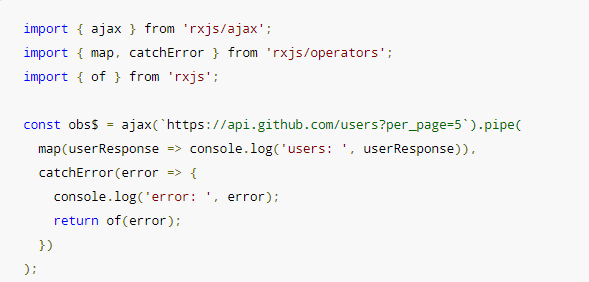 import { ajax } from 'rxjs/ajax';
import { map, catchError } from 'rxjs/operators';
import { of } from 'rxjs';

const obs$ = ajax(`https://api.github.com/users?per_page=5`).pipe(
  map(userResponse => console.log('users: ', userResponse)),
  catchError(error => {
    console.log('error: ', error);
    return of(error);
  })
);